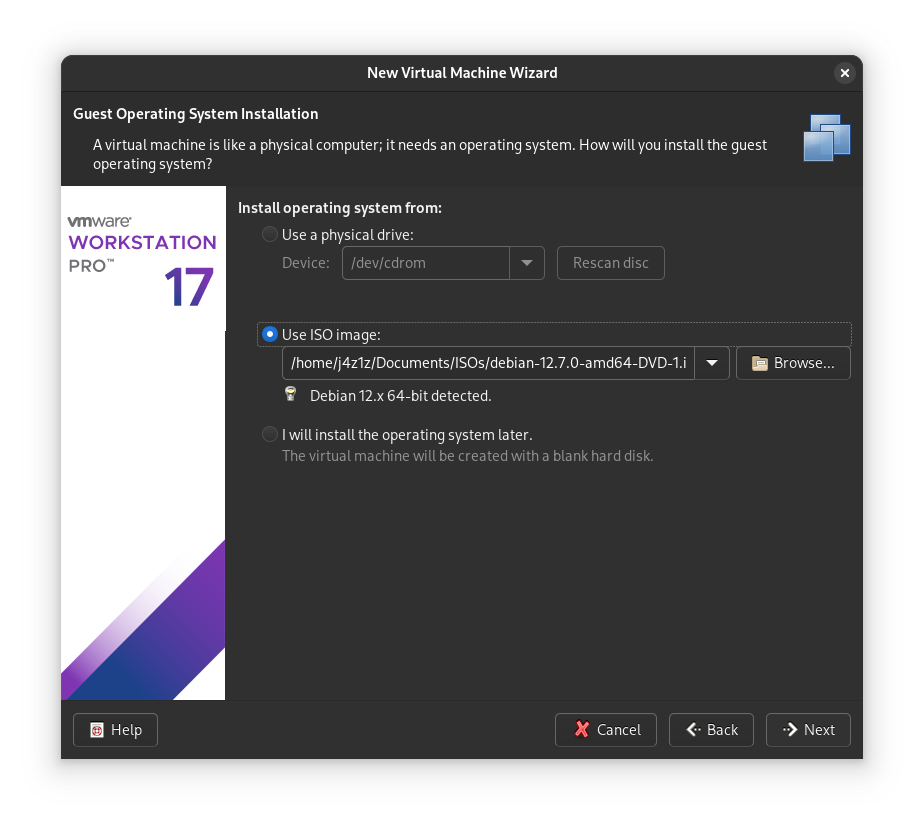 New Virtual Machine Wizard
Guest Operating System Installation
A virtual machine is like a physical computer; it needs an operating system. How will you install the guest
operating system?
vmware®
WORKSTATION
PRO™
17
Install operating system from:
Use a physical drive:
Device: /dev/cdrom Rescan disc
Use ISO image:
/home/j4z1z/Documents/ISOs/debian-12.7.0-amd64-DVD-1.i Browse...
Debian 12.x 64-bit detected.
I will install the operating system later.
The virtual machine will be created with a blank hard disk.
Help Cancel Back Next